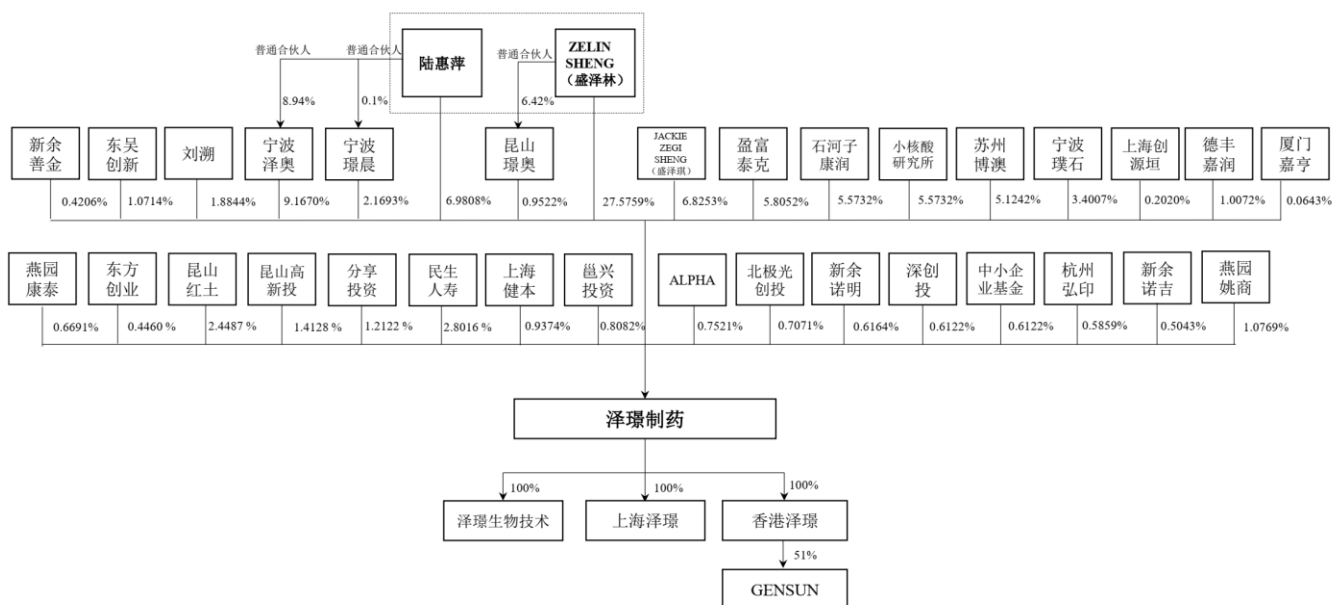 普通合伙人
普通合伙人
陆惠萍
普通合伙人
ZELIN
SHENG
（盛泽林）
8.94%
0.1%
6.42%
新余
善金
东吴
创新
刘溯
宁波
泽奥
宁波
璟晨
昆山
璟奥
JACKIE
ZEGI
SHENG
（盛泽琪）
盈富
泰克
石河子
康润
小核酸
研究所
苏州
博澳
宁波
璞石
上海创
源垣
德丰
嘉润
厦门
嘉亨
0.4206%
1.0714%
1.8844%
9.1670%
2.1693%
6.9808%
0.9522%
27.5759%
6.8253%
5.8052%
5.5732%
5.5732%
5.1242%
3.4007%
0.2020%
1.0072%
0.0643%
燕园
康泰
东方
创业
昆山
红土
昆山高
新投
分享
投资
民生
人寿
上海
健本
邕兴
投资
ALPHA
北极光
创投
新余
诺明
深创
投
中小企
业基金
杭州
弘印
新余
诺吉
燕园
姚商
0.6691%
0.4460 %
2.4487%
1.4128 %
1.2122 %
2.8016 %
0.9374%
0.8082%
0.7521%
0.7071%
0.6164%
0.6122%
0.6122%
0.5859%
0.5043%
1.0769%
泽璟制药
100%
100%
100%
泽璟生物技术
上海泽璟
香港泽璟
51%
GENSUN